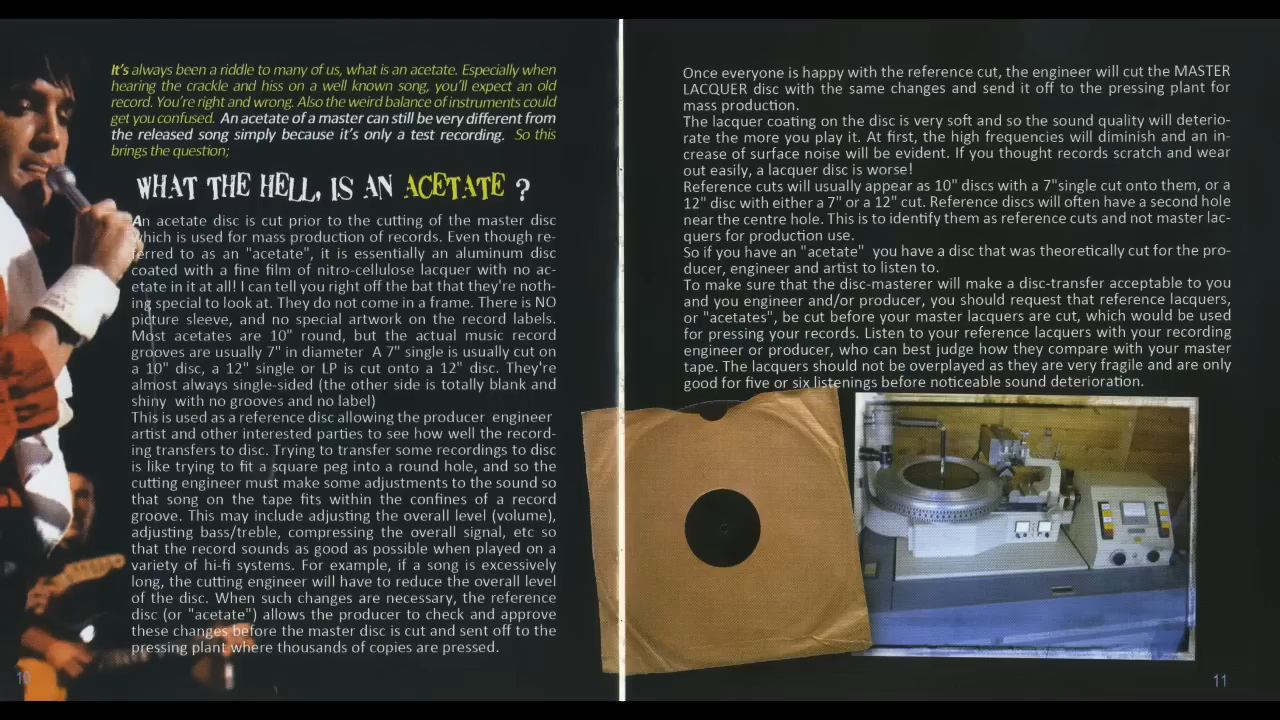 It's always been a riddle to many of us, what is an acetate. Especially when
hearing the crackle and hiss on a well known song, you'll expect an old
record. You're right and wrong. Also the weird balance of instruments could
get you confused. An acetate of a master can still be very different from
the released song simply because it's only a test recording. So this
brings the question;
WHAT THE HELL, IS AN ACETATE ?
An acetate disc is cut prior to the cutting of the master disc
which is used for mass production of records. Even though re-
ferred to as an "acetate", it is essentially an aluminum disc
coated with a fine film of nitro-cellulose lacquer with no ac-
etate in it at all! I can tell you right off the bat that they're noth-
ing special to look at. They do not come in a frame. There is NO
picture sleeve, and no special artwork on the record labels.
Most acetates are 10" round, but the actual music record
grooves are usually 7" in diameter A 7" single is usually cut on
a 10" disc, a 12" single or LP is cut onto a 12" disc. They're
almost always single-sided (the other side is totally blank and
shiny with no grooves and no label)
This is used as a reference disc allowing the producer engineer
artist and other interested parties to see how well the record-
ing transfers to disc. Trying to transfer some recordings to disc
is like trying to fit a square peg into a round hole, and so the
cutting engineer must make some adjustments to the sound so
that song on the tape fits within the confines of a record
groove. This may include adjusting the overall level (volume),
adjusting bass/treble, compressing the overall signal, etc so
that the record sounds as good as possible when played on a
variety of hi-fi systems. For example, if a song is excessively
long, the cutting engineer will have to reduce the overall level
of the disc. When such changes are necessary, the reference
disc (or "acetate") allows the producer to check and approve
these changes before the master disc is cut and sent off to the
pressing plant where thousands of copies are pressed.
10
Once everyone is happy with the reference cut, the engineer will cut the MASTER
LACQUER disc with the same changes and send it off to the pressing plant for
mass production.
The lacquer coating on the disc is very soft and so the sound quality will deterio-
rate the more you play it. At first, the high frequencies will diminish and an in-
crease of surface noise will be evident. If you thought records scratch and wear
out easily, a lacquer disc is worse!
Reference cuts will usually appear as 10" discs with a 7"single cut onto them, or a
12" disc with either a 7" or a 12" cut. Reference discs will often have a second hole
near the centre hole. This is to identify them as reference cuts and not master lac-
quers for production use.
So if you have an "acetate" you have a disc that was theoretically cut for the pro-
ducer, engineer and artist to listen to.
To make sure that the disc-masterer will make a disc-transfer acceptable to you
and you engineer and/or producer, you should request that reference lacquers,
or "acetates", be cut before your master lacquers are cut, which would be used
for pressing your records. Listen to your reference lacquers with your recording
engineer or producer, who can best judge how they compare with your master
tape. The lacquers should not be overplayed as they are very fragile and are only
good for five or six listenings before noticeable sound deterioration.
11